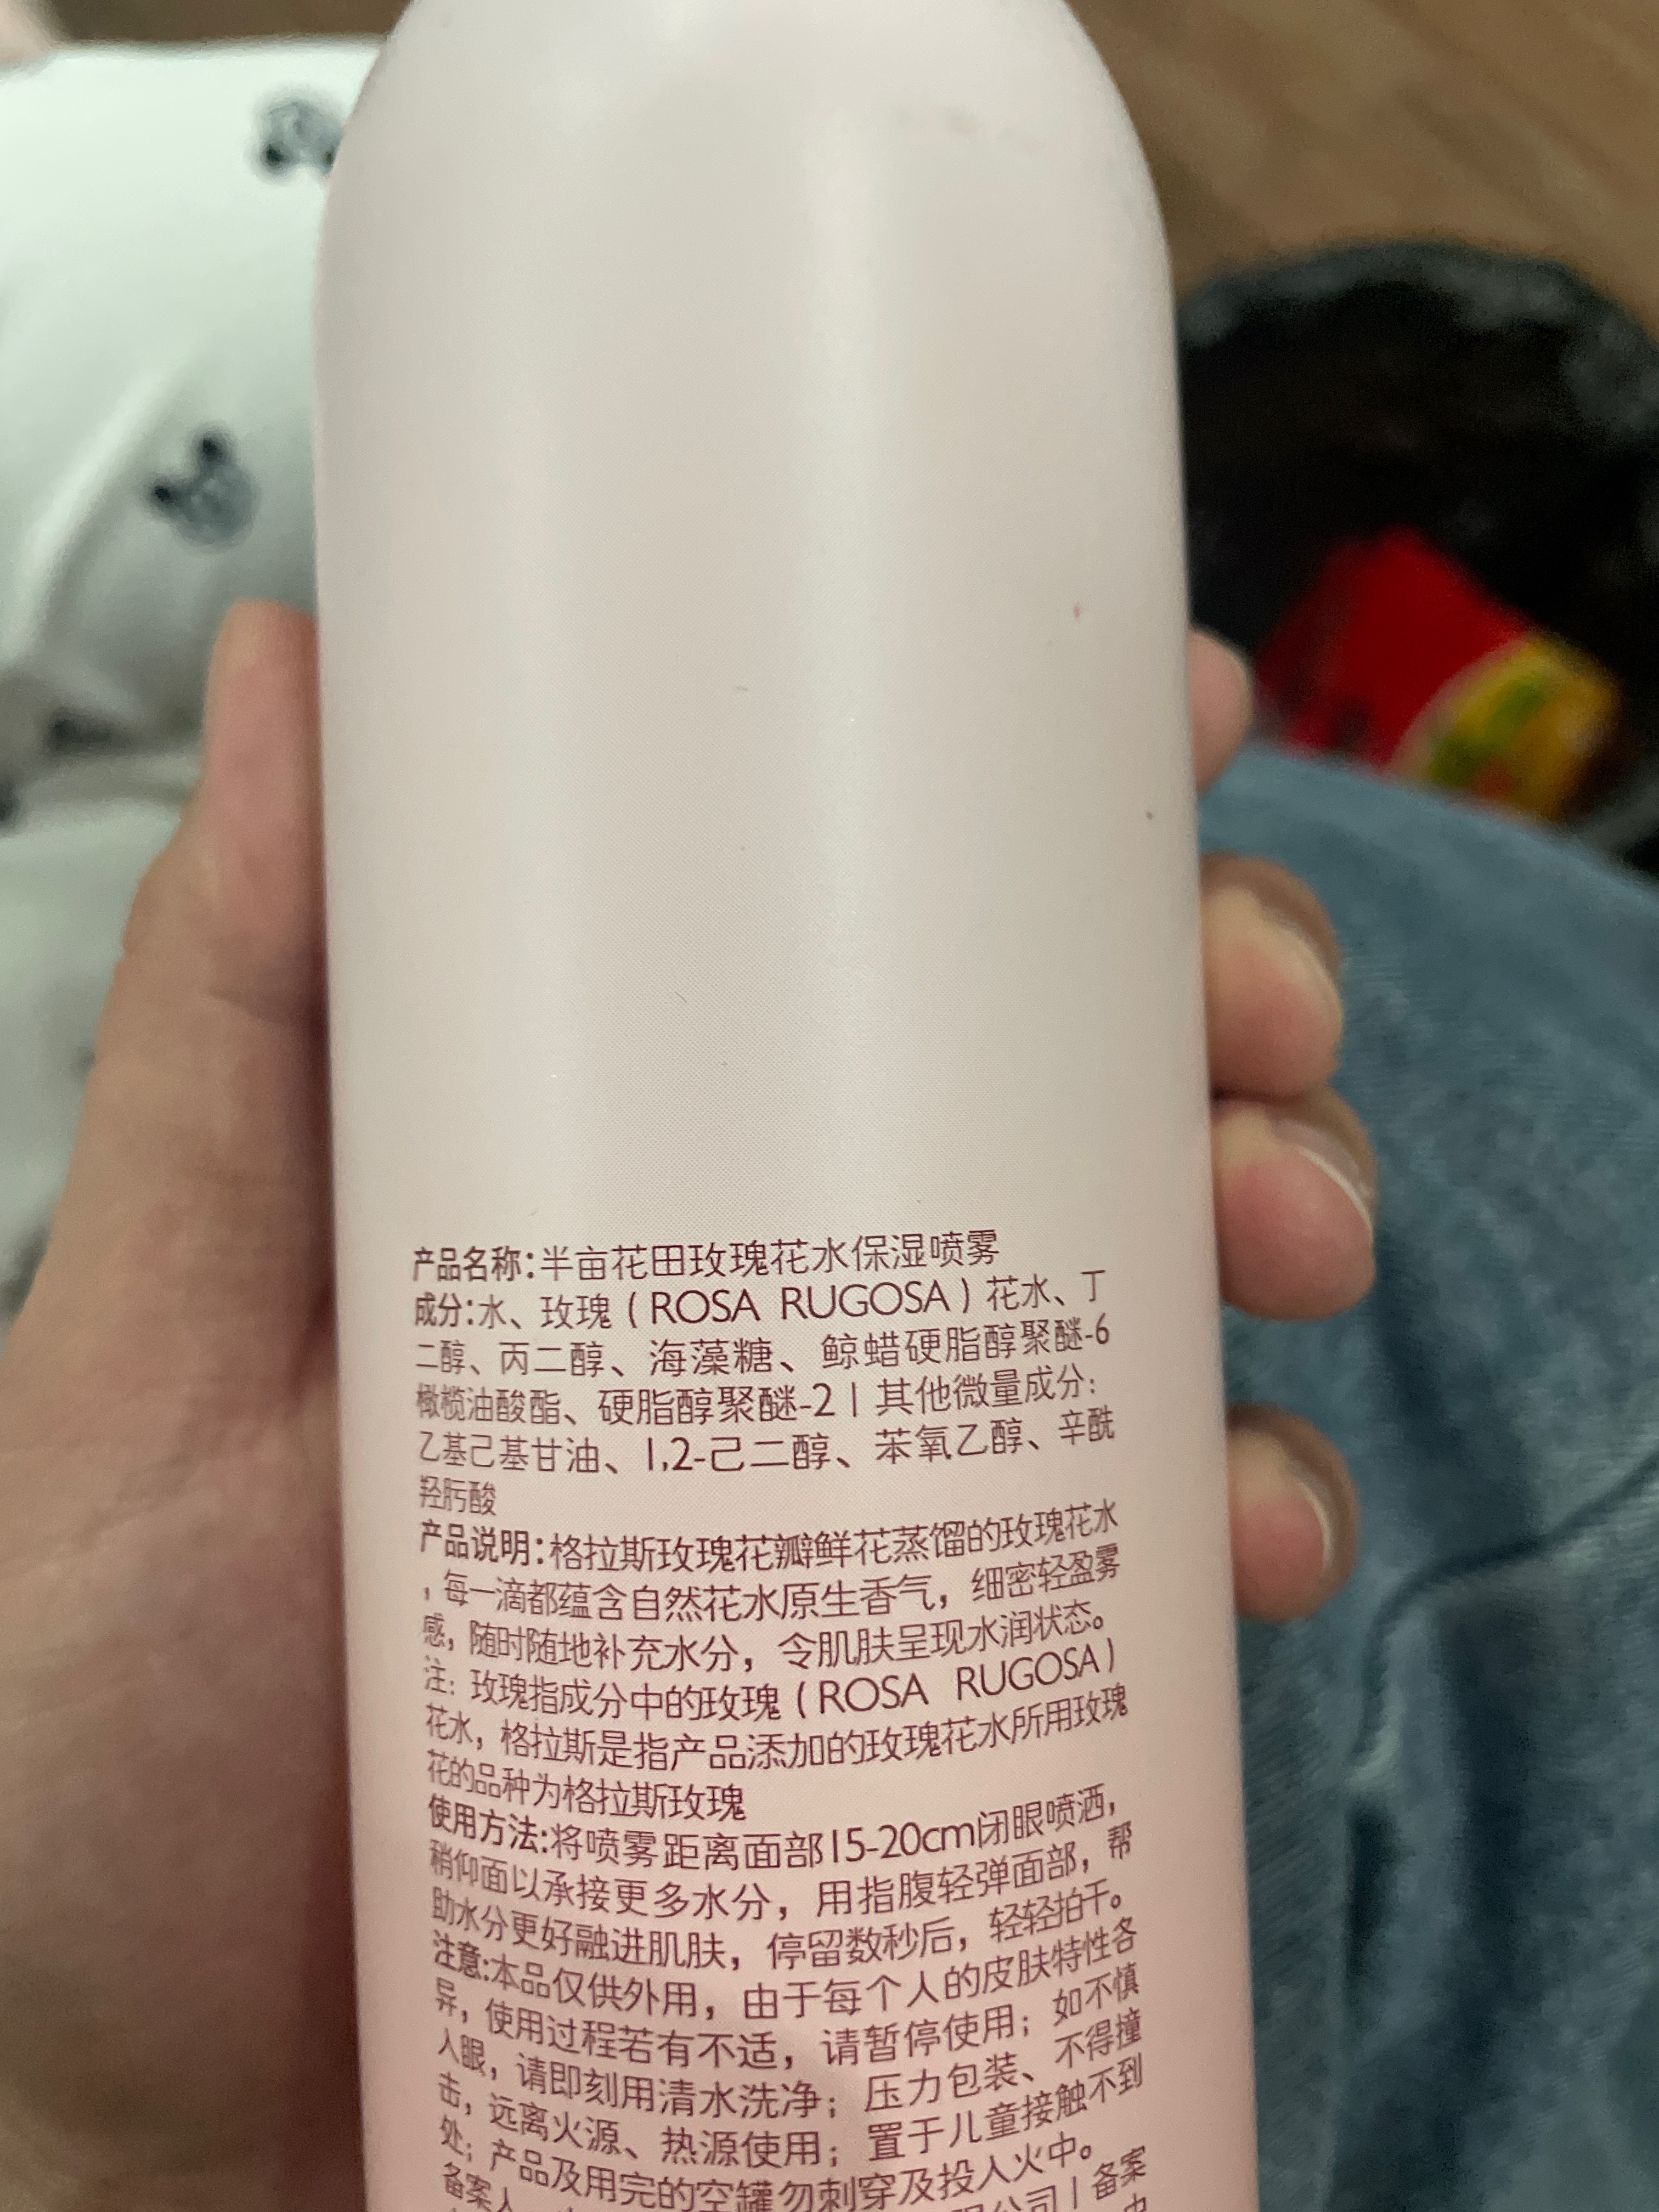 产品名称:半亩花田玫瑰花水保湿喷雾
成分:水、玫瑰(ROSA RUGOSA)花水、丁
二醇、丙二醇、海藻糖、鲸蜡硬脂醇聚醚-6
橄榄油酸酯、硬脂醇聚醚-2 | 其他微量成分:
乙基己基甘油、1,2-己二醇、苯氧乙醇、辛酰
羟肟酸
产品说明:格拉斯玫瑰花瓣鲜花蒸馏的玫瑰花水
,每一滴都蕴含自然花水原生香气,细密轻盈雾
感,随时随地补充水分,令肌肤呈现水润状态。
注:玫瑰指成分中的玫瑰(ROSA RUGOSA)
花水,格拉斯是指产品添加的玫瑰花水所用玫瑰
花的品种为格拉斯玫瑰
使用方法:将喷雾距离面部15-20cm闭眼喷洒,
稍仰面以承接更多水分,用指腹轻弹面部,帮
助水分更好融进肌肤,停留数秒后,轻轻拍干。
注意:本品仅供外用,由于每个人的皮肤特性各
异,使用过程若有不适,请暂停使用;如不慎
入眼,请即刻用清水洗净;压力包装、不得撞
击,远离火源、热源使用;置于儿童接触不到
处;产品及用完的空罐勿刺穿及投入火中。
备案人 限公司 | 备案